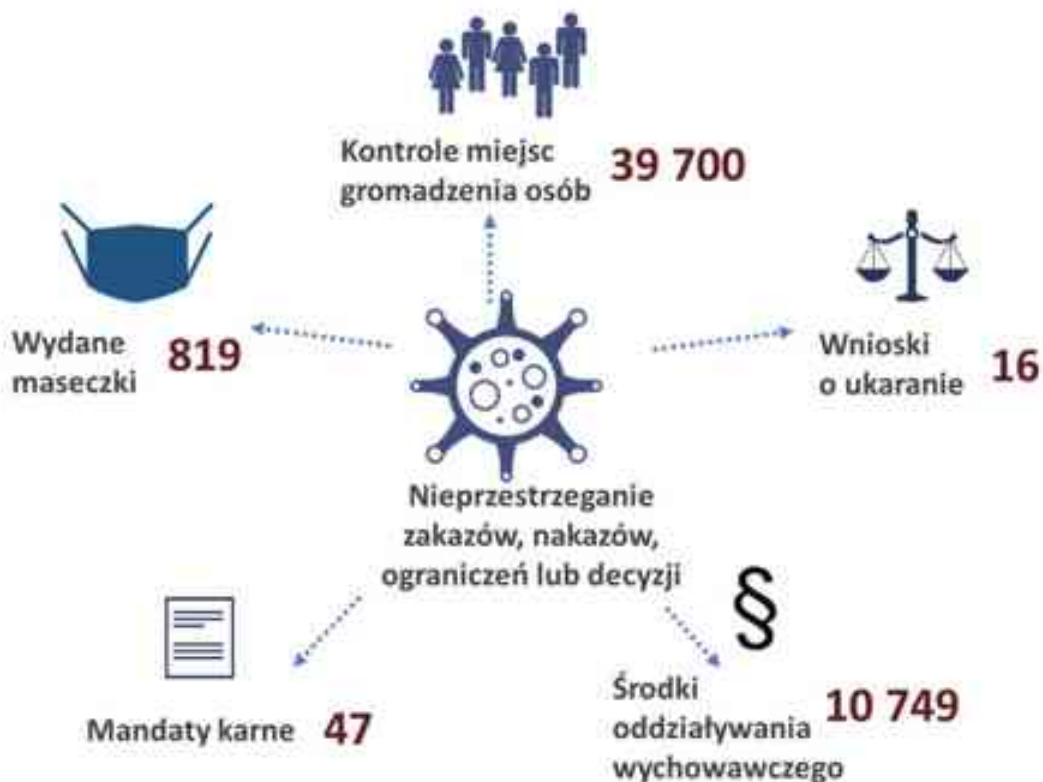 Kontrole miejsc
gromadzenia osób
39 700
Wydane
maseczki
819
Wnioski
o ukaranie
16
Nieprzestrzeganie
zakazów, nakazów,
ograniczeń lub decyzji
§
Mandaty karne 47
Środki
oddziaływania
wychowawczego
10 749